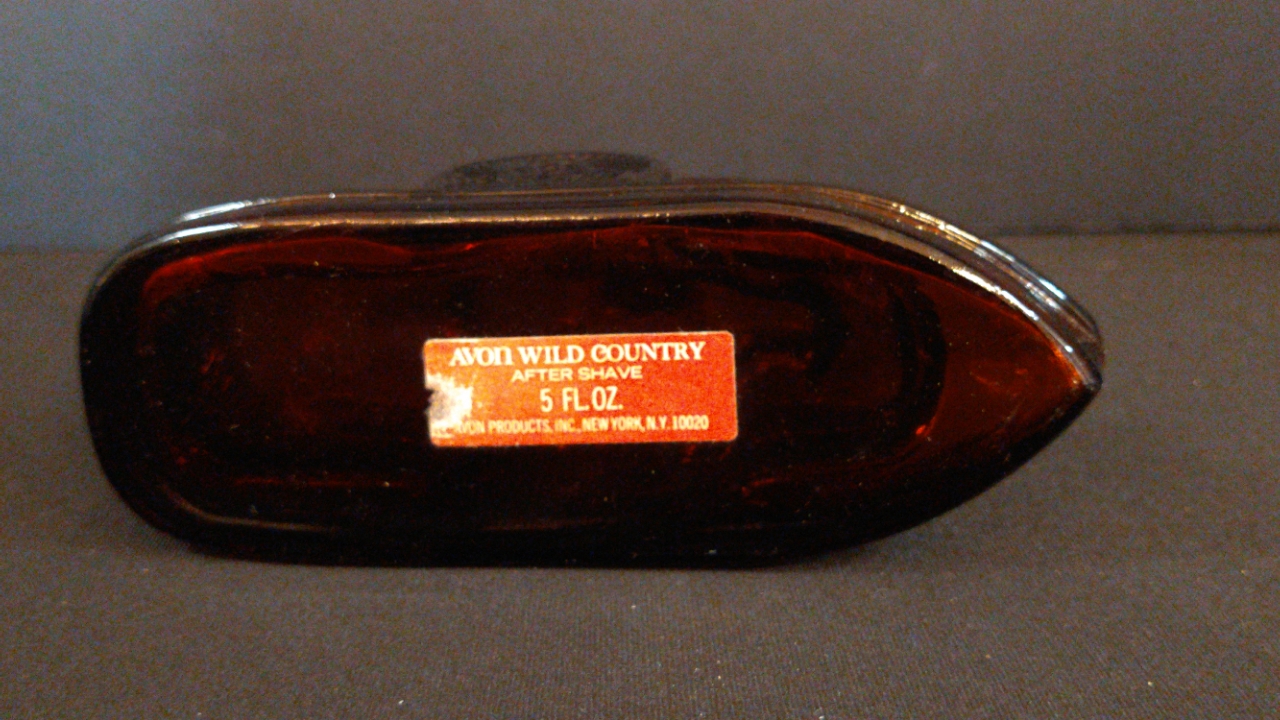 AVON WILD COUNTRY
AFTER SHAVE
5 FL. OZ.
AVON PRODUCTS, INC., NEW YORK, N.Y. 10020